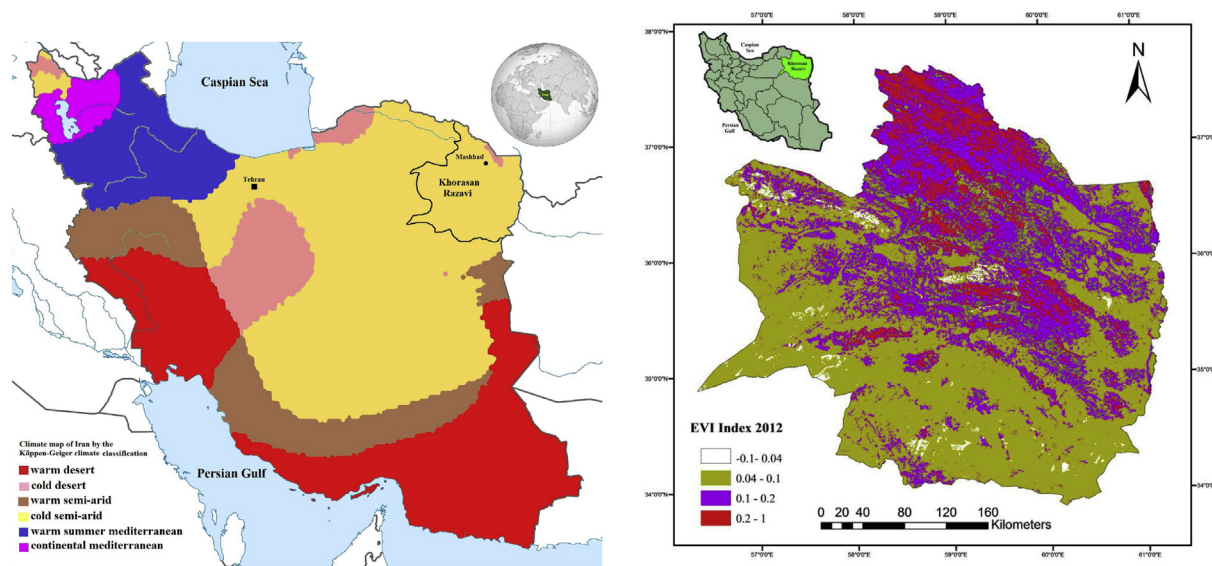 Caspian Sea
Mashhad
Tehran
Khorasan
Razavi
Persian Gulf
Climate map of Iran by the
Köppen-Geiger climate classification
warm desert
cold desert
warm semi-arid
cold semi-arid
warm summer mediterranean
continental mediterranean
57°0'0"E 58°0'0"E 59°0'0"E 60°0'0"E 61°0'0"E
38°0'0"N
37°0'0"N 37°0'0"N
36°0'0"N 36°0'0"N
35°0'0"N 35°0'0"N
34°0'0"N 34°0'0"N
Caspian
Sea
Khorasan
Razavi
Persian
Gulf
N
EVI Index 2012
-0.1- 0.04
0.04 - 0.1
0.1 - 0.2
0.2 - 1
0 20 40 80 120 160
Kilometers
57°0'0"E 58°0'0"E 59°0'0"E 60°0'0"E 61°0'0"E